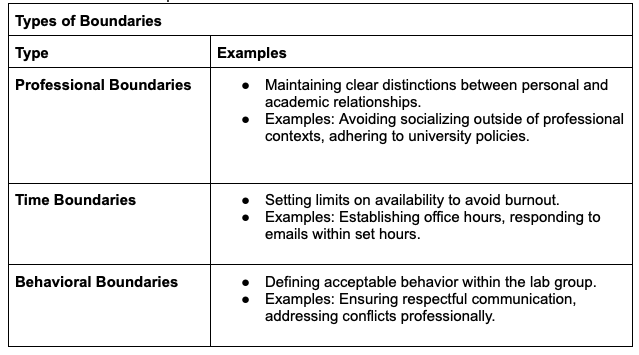 Types of Boundaries
Type Examples
Professional Boundaries
● Maintaining clear distinctions between personal and
academic relationships.
● Examples: Avoiding socializing outside of professional
contexts, adhering to university policies.
Time Boundaries
● Setting limits on availability to avoid burnout.
● Examples: Establishing office hours, responding to
emails within set hours.
Behavioral Boundaries
● Defining acceptable behavior within the lab group.
● Examples: Ensuring respectful communication,
addressing conflicts professionally.